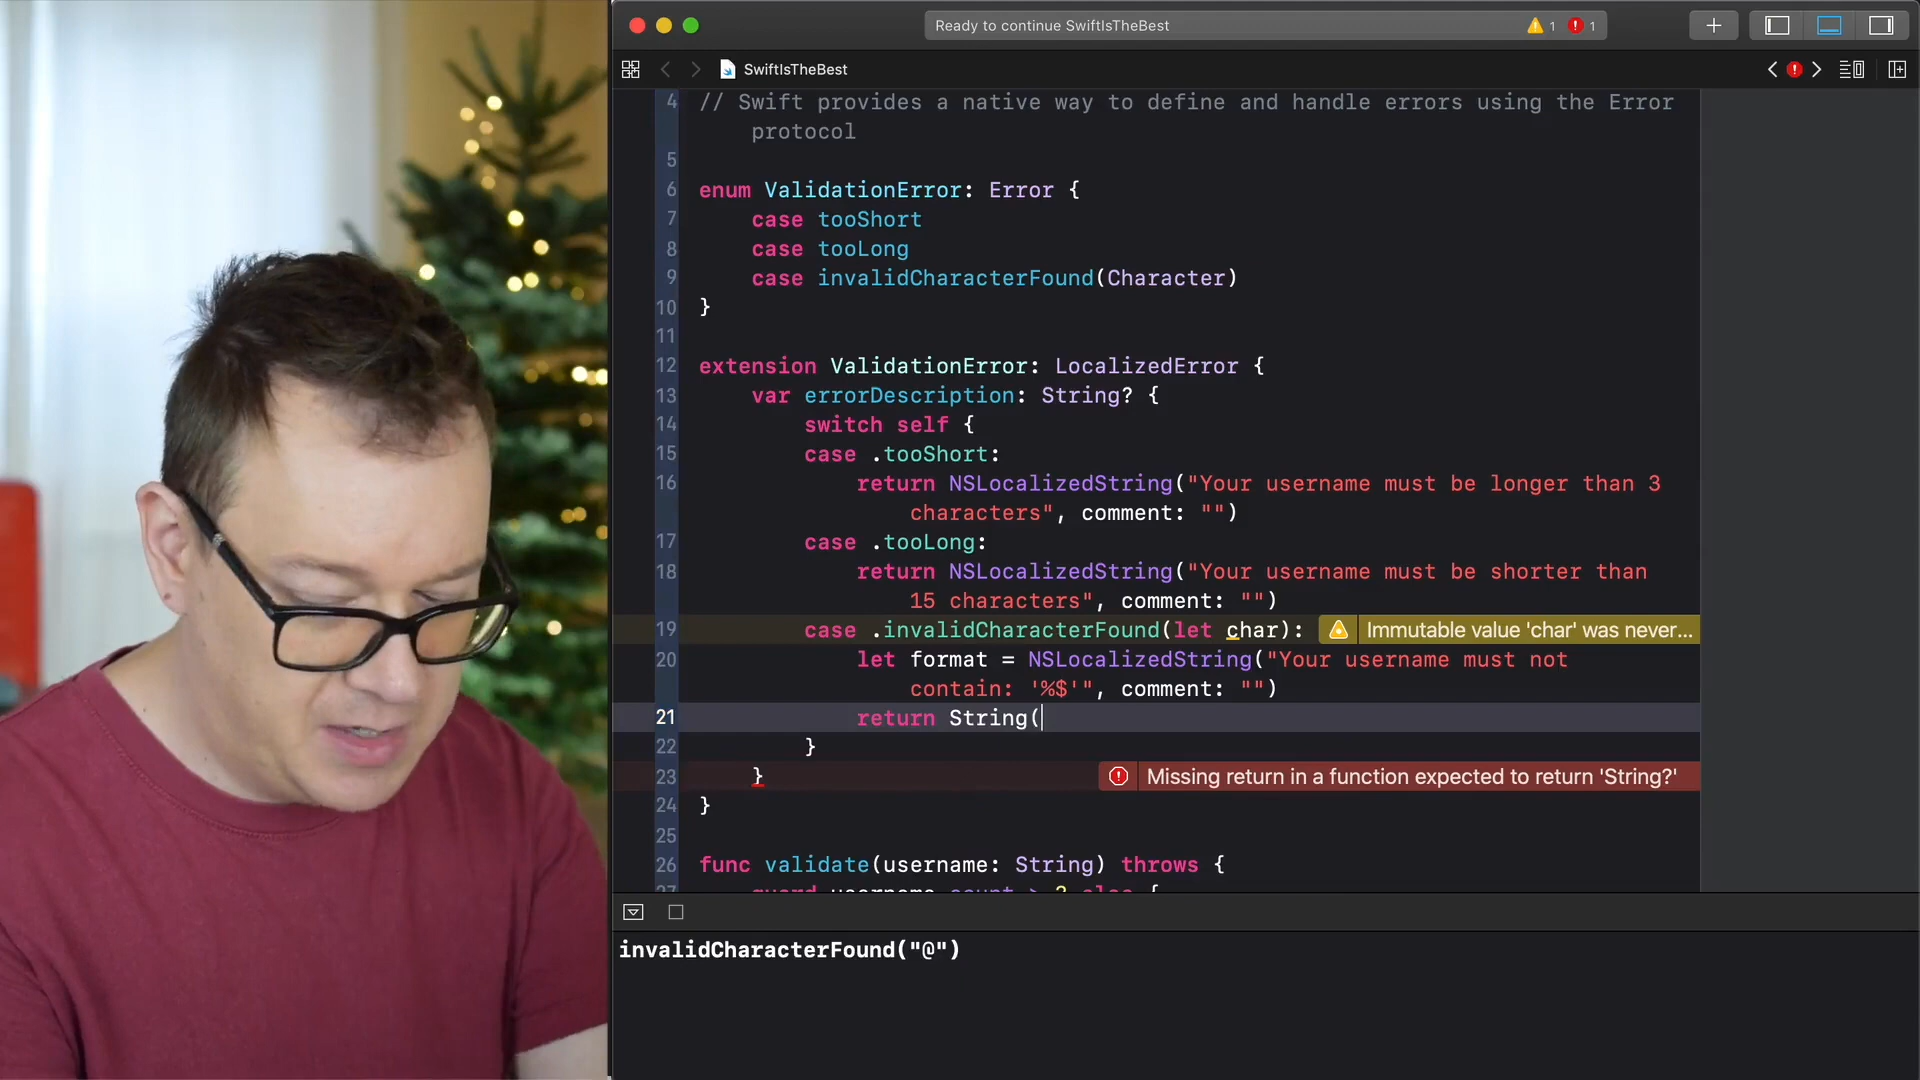 Ready to continue SwiftIsTheBest
1
1
SwiftIsTheBest
4 // Swift provides a native way to define and handle errors using the Error
protocol
5
6 enum ValidationError: Error {
7 case tooShort
8 case tooLong
9 case invalidCharacterFound(Character)
10 }
11
12 extension ValidationError: LocalizedError {
13 var errorDescription: String? {
14 switch self {
15 case .tooShort:
16 return NSLocalizedString("Your username must be longer than 3
characters", comment: "")
17 case .tooLong:
18 return NSLocalizedString("Your username must be shorter than
15 characters", comment: "")
19 case .invalidCharacterFound(let char): Immutable value 'char' was never...
20 let format = NSLocalizedString("Your username must not
contain: '%$'", comment: "")
21 return String(
22 }
23 } Missing return in a function expected to return 'String?'
24 }
25
26 func validate(username: String) throws {
27 guard username.count > 3 else {
invalidCharacterFound("@")